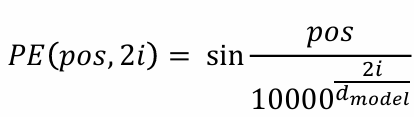 PE(pos, 2i) = sin pos / 10000^(2i / d_model)